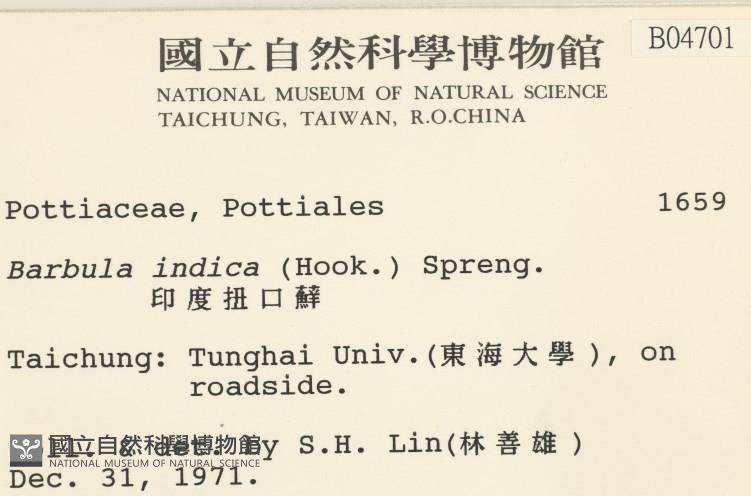 國立自然科學博物館
B04701
NATIONAL MUSEUM OF NATURAL SCIENCE
TAICHUNG, TAIWAN, R.O.CHINA
Pottiaceae, Pottiales 1659
Barbula indica (Hook.) Spreng.
印度扭口蘚
Taichung: Tunghai Univ.(東海大學), on
roadside.
& det. by S.H. Lin(林善雄)
國立自然科學博物館
NATIONAL MUSEUM OF NATURAL SCIENCE
Dec. 31, 1971.